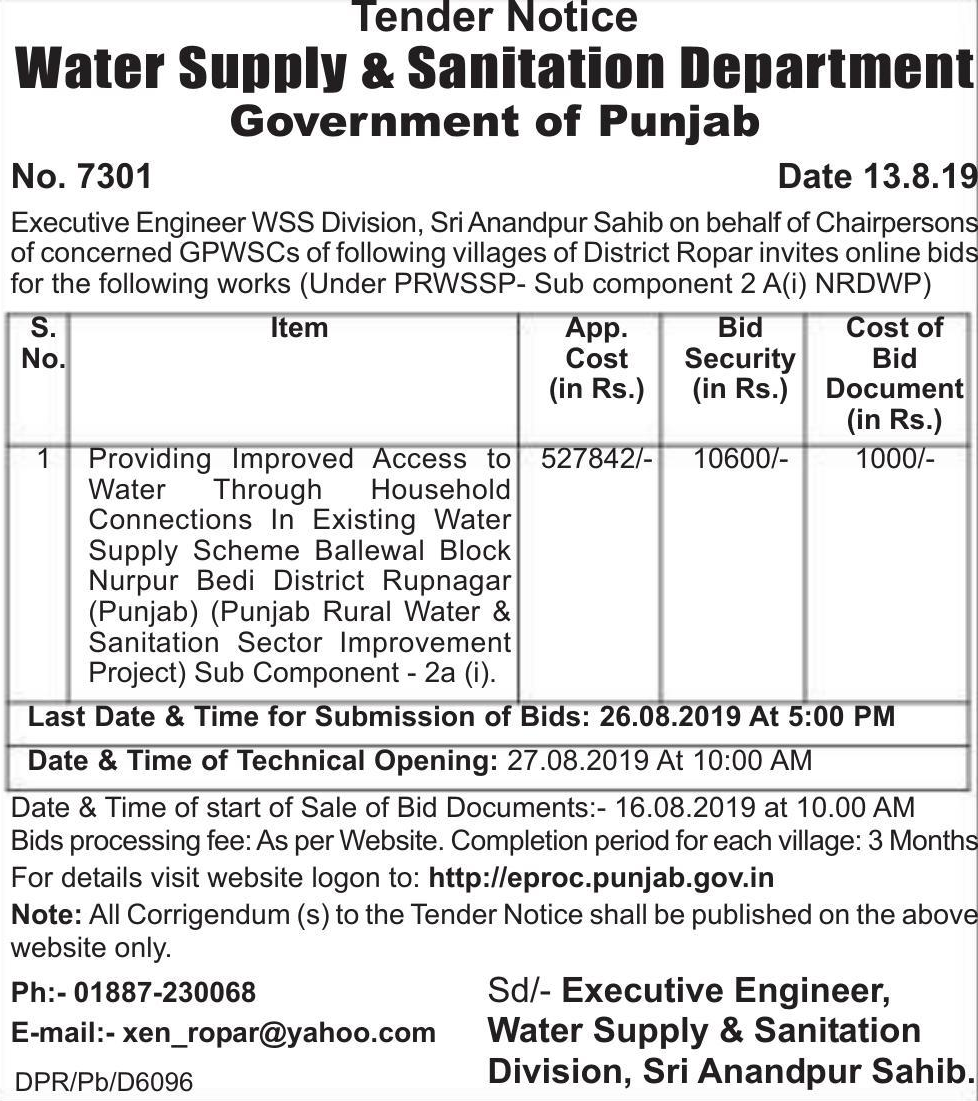 Tender Notice
Water Supply & Sanitation Department
Government of Punjab
No. 7301 Date 13.8.19
Executive Engineer WSS Division, Sri Anandpur Sahib on behalf of Chairpersons
of concerned GPWSCs of following villages of District Ropar invites online bids
for the following works (Under PRWSSP- Sub component 2 A(i) NRDWP)
S. Item App. Bid Cost of
No. Cost Security Bid
(in Rs.) (in Rs.) Document
(in Rs.)
1 Providing Improved Access to 527842/- 10600/- 1000/-
Water Through Household
Connections In Existing Water
Supply Scheme Ballewal Block
Nurpur Bedi District Rupnagar
(Punjab) (Punjab Rural Water &
Sanitation Sector Improvement
Project) Sub Component - 2a (i).
Last Date & Time for Submission of Bids: 26.08.2019 At 5:00 PM
Date & Time of Technical Opening: 27.08.2019 At 10:00 AM
Date & Time of start of Sale of Bid Documents:- 16.08.2019 at 10.00 AM
Bids processing fee: As per Website. Completion period for each village: 3 Months
For details visit website logon to: http://eproc.punjab.gov.in
Note: All Corrigendum (s) to the Tender Notice shall be published on the above
website only.
Ph:- 01887-230068
E-mail:- xen_ropar@yahoo.com
DPR/Pb/D6096
Sd/- Executive Engineer,
Water Supply & Sanitation
Division, Sri Anandpur Sahib.